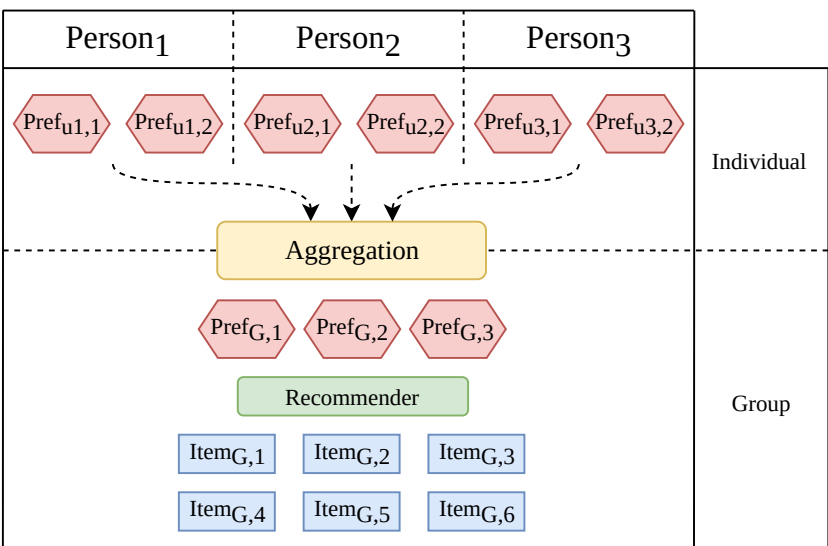 Person1 Person2 Person3
Prefu1,1 Prefu1,2 Prefu2,1 Prefu2,2 Prefu3,1 Prefu3,2
Individual
Aggregation
PrefG,1 PrefG,2 PrefG,3
Recommender
Group
ItemG,1 ItemG,2 ItemG,3
ItemG,4 ItemG,5 ItemG,6